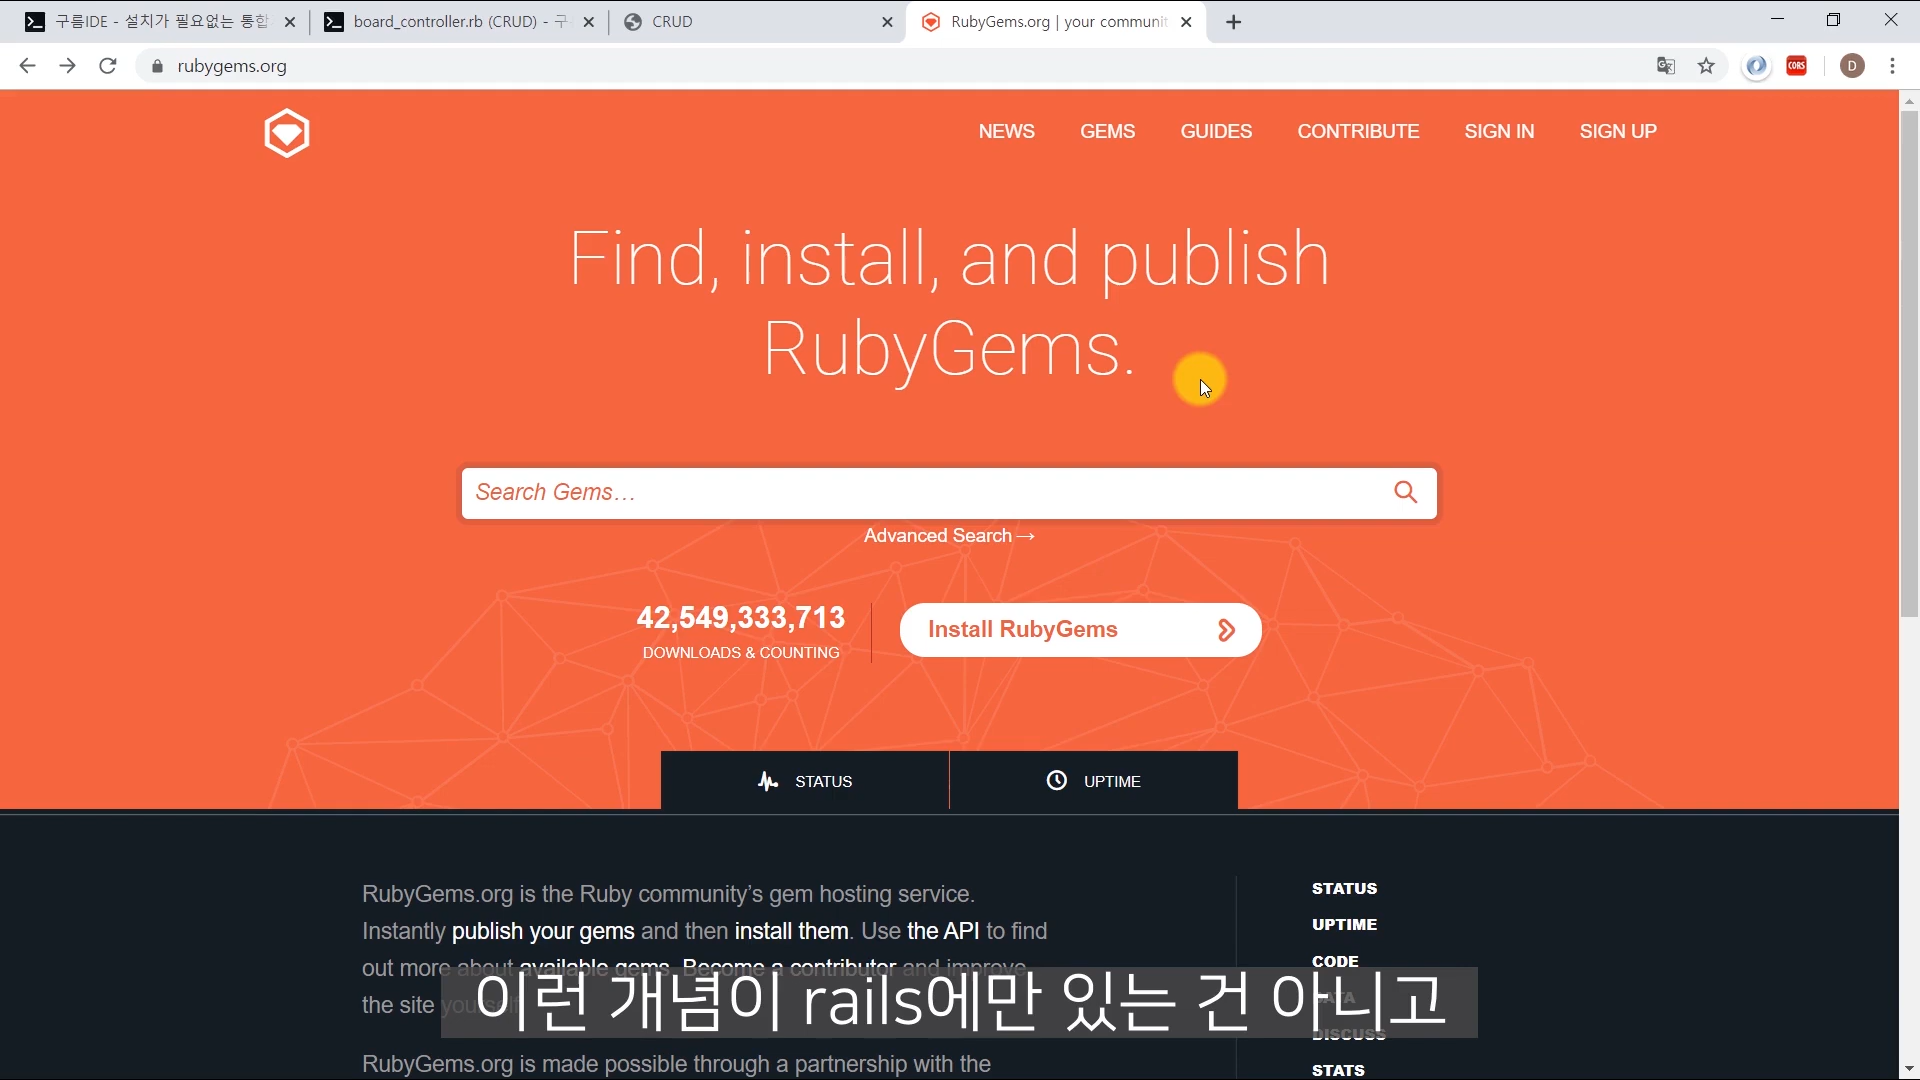 구름IDE - 설치가 필요없는 통합
board_controller.rb (CRUD) - 구
CRUD
RubyGems.org | your communit
rubygems.org
CORS
D
NEWS
GEMS
GUIDES
CONTRIBUTE
SIGN IN
SIGN UP
Find, install, and publish
RubyGems.
Search Gems…
Advanced Search →
42,549,333,713
DOWNLOADS & COUNTING
Install RubyGems
STATUS
UPTIME
RubyGems.org is the Ruby community's gem hosting service.
Instantly publish your gems and then install them. Use the API to find
out more about available gems. Become a contributor and improve
the site yourself
RubyGems.org is made possible through a partnership with the
STATUS
UPTIME
CODE
DATA
DISCUSS
STATS
이런 개념이 rails에만 있는 건 아니고